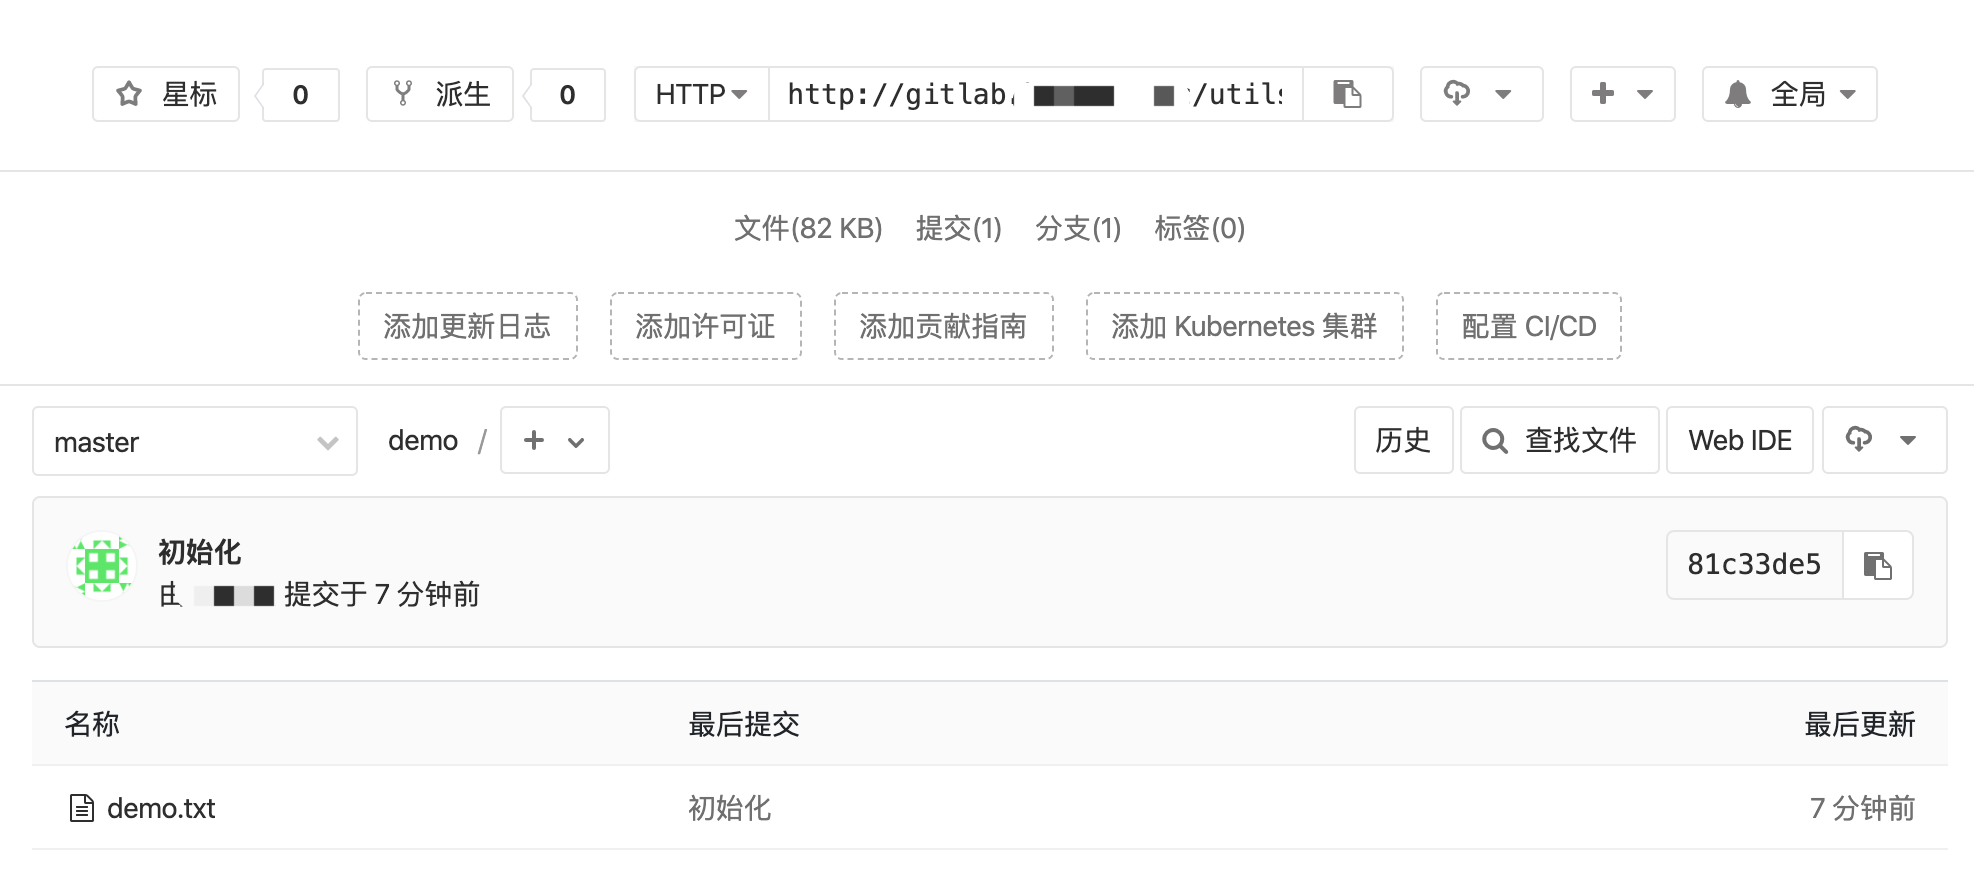 星标 0 派生 0 HTTP http://gitlab. /utils 全局
文件(82 KB) 提交(1) 分支(1) 标签(0)
添加更新日志 添加许可证 添加贡献指南 添加 Kubernetes 集群 配置 CI/CD
master demo / 历史 查找文件 Web IDE
初始化
由 提交于 7 分钟前
81c33de5
名称 最后提交 最后更新
demo.txt 初始化 7 分钟前